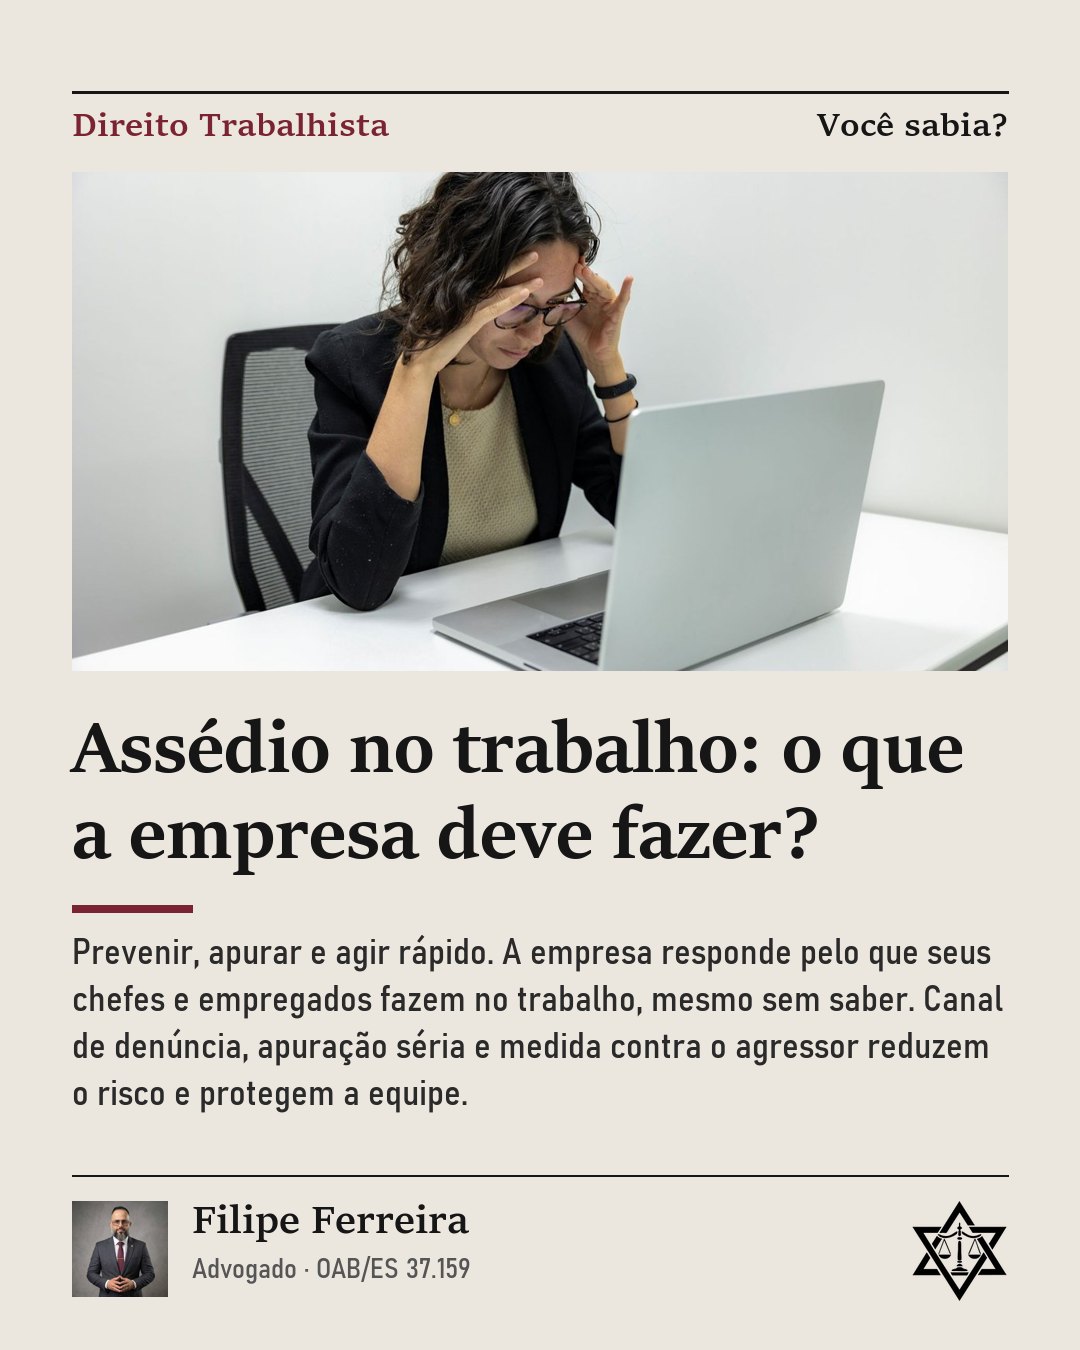 Direito Trabalhista
Você sabia?
Assédio no trabalho: o que
a empresa deve fazer?
Prevenir, apurar e agir rápido. A empresa responde pelo que seus
chefes e empregados fazem no trabalho, mesmo sem saber. Canal
de denúncia, apuração séria e medida contra o agressor reduzem
o risco e protegem a equipe.
Filipe Ferreira
Advogado · OAB/ES 37.159